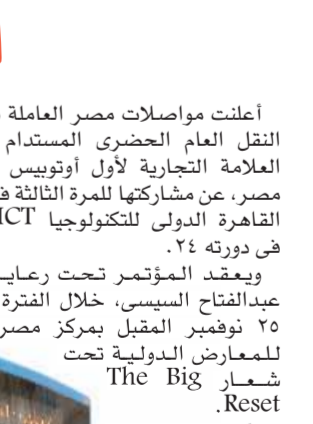 أعلنت مواصلات مصر العاملة
النقل العام الحضرى المستدام
العلامة التجارية لأول أوتوبيس
مصر، عن مشاركتها للمرة الثالثة
القاهرة الدولى للتكنولوجيا ICT
فى دورته ٢٤.
ويعقد المؤتمر تحت
عبدالفتاح السيسى، خلال الفترة
٢٥ نوفمبر المقبل بمركز مصر
للمعارض الدولية تحت
شعار The Big
Reset.